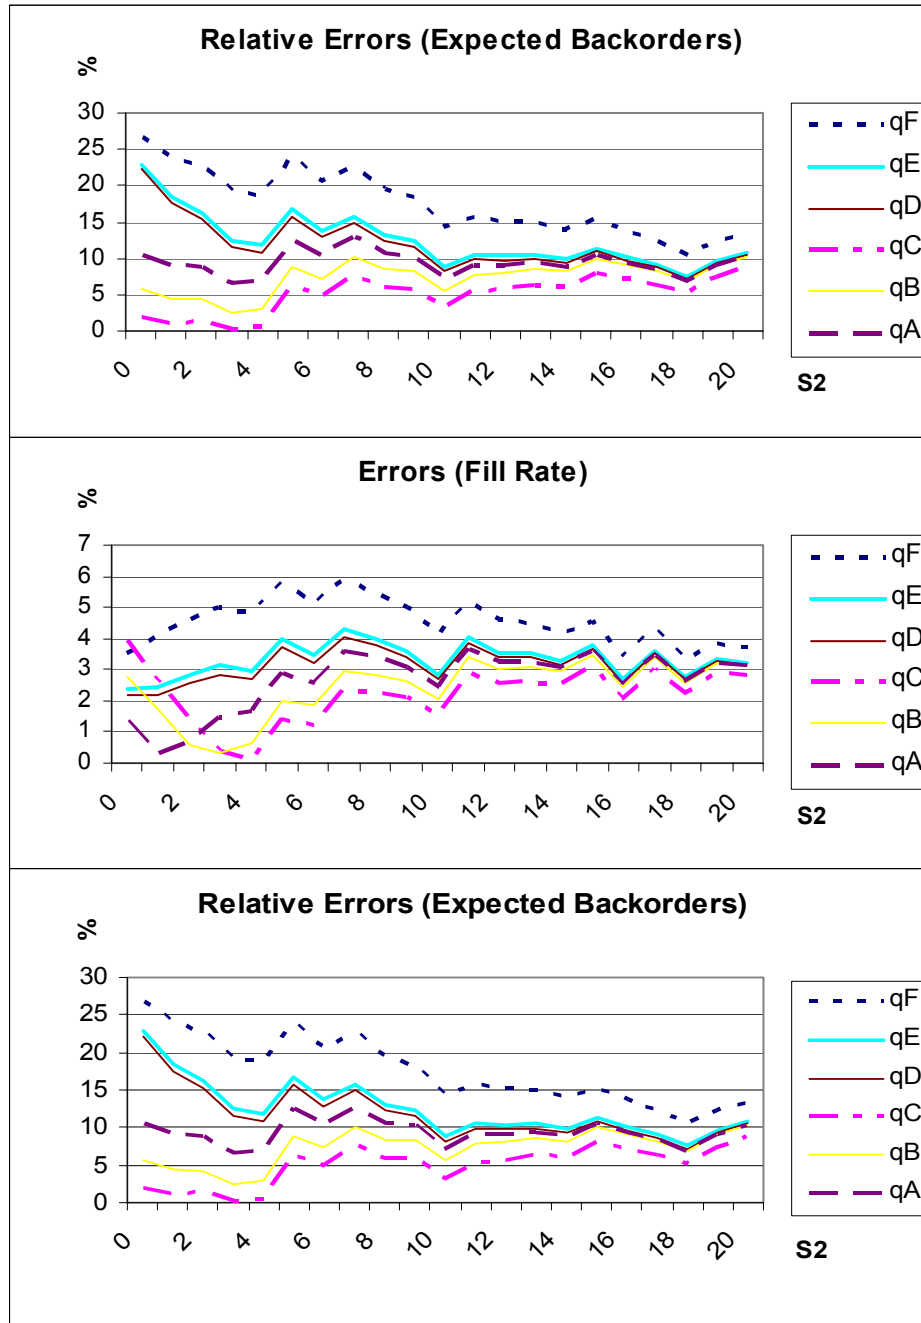 Relative Errors (Expected Backorders)
%
30
25
20
15
10
5
0
0 2 4 6 8 10 12 14 16 18 20
S2
qF
qE
qD
qC
qB
qA
Errors (Fill Rate)
%
7
6
5
4
3
2
1
0
0 2 4 6 8 10 12 14 16 18 20
S2
qF
qE
qD
qC
qB
qA
Relative Errors (Expected Backorders)
%
30
25
20
15
10
5
0
0 2 4 6 8 10 12 14 16 18 20
S2
qF
qE
qD
qC
qB
qA